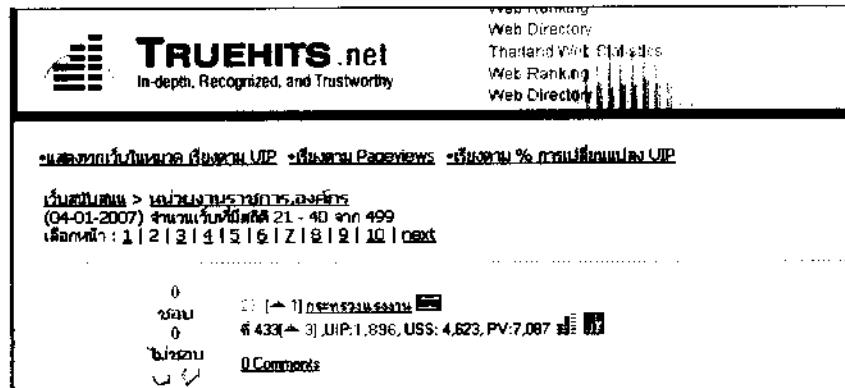 Web Ranking
Web Directory
Thailand Web Statistics
Web Ranking
Web Directory
TRUEHITS.net
In-depth, Recognized, and Trustworthy
•แสดงทุกเว็บในหมวด เรียงตาม UIP •เรียงตาม Pageviews •เรียงตาม % การเปลี่ยนแปลง UIP
เว็บสนับสนุน > หน่วยงานราชการ,องค์กร
(04-01-2007) จำนวนเว็บที่มีสถิติ 21 - 40 จาก 499
เลือกหน้า : 1 | 2 | 3 | 4 | 5 | 6 | 7 | 8 | 9 | 10 | next
0
ชอบ
0
ไม่ชอบ
[ 1] กระทรวงแรงงาน
ที่ 433[ 3] ,UIP:1,896, USS: 4,623, PV:7,087
0 Comments